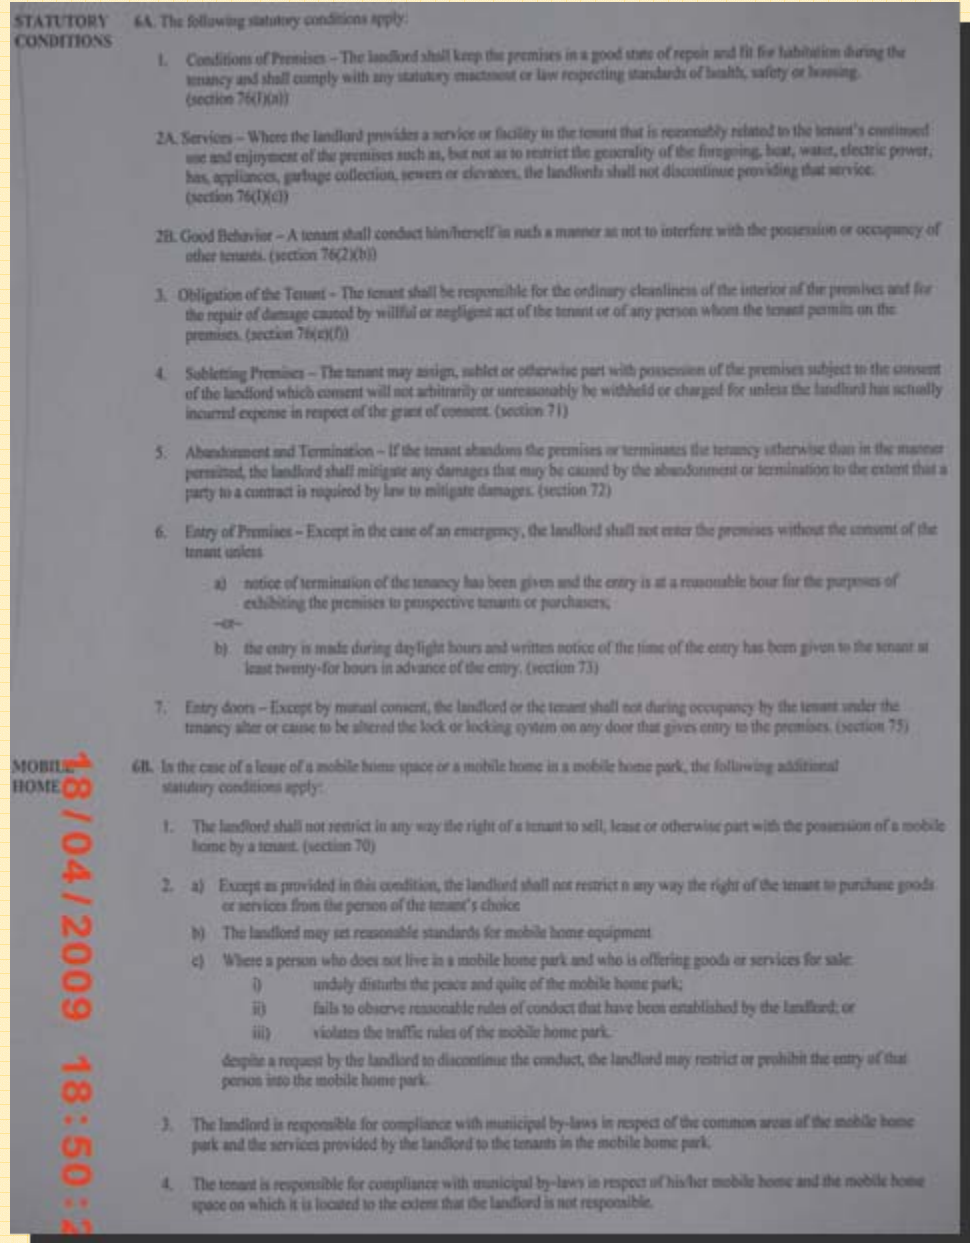 STATUTORY CONDITIONS
6A. The following statutory conditions apply:
1. Conditions of Premises – The landlord shall keep the premises in a good state of repair and fit for habitation during the
tenancy and shall comply with any statutory enactment or law respecting standards of health, safety or housing.
(section 76(1)(a))
2A. Services – Where the landlord provides a service or facility to the tenant that is reasonably related to the tenant's continued
use and enjoyment of the premises such as, but not as to restrict the generality of the foregoing, heat, water, electric power,
has, appliances, garbage collection, sewers or elevators, the landlords shall not discontinue providing that service.
(section 76(1)(c))
2B. Good Behavior – A tenant shall conduct him/herself in such a manner as not to interfere with the possession or occupancy of
other tenants. (section 76(2)(b))
3. Obligation of the Tenant – The tenant shall be responsible for the ordinary cleanliness of the interior of the premises and for
the repair of damage caused by willful or negligent act of the tenant or of any person whom the tenant permits on the
premises. (section
4. Subletting Premises – The tenant may assign, sublet or otherwise part with possession of the premises subject to the consent
of the landlord which consent will not arbitrarily or unreasonably be withheld or charged for unless the landlord has actually
incurred expense in respect of the grant of consent. (section 71)
5. Abandonment and Termination – If the tenant abandons the premises or terminates the tenancy otherwise than in the manner
permitted, the landlord shall mitigate any damages that may be caused by the abandonment or termination to the extent that a
party to a contract is required by law to mitigate damages. (section 72)
6. Entry of Premises – Except in the case of an emergency, the landlord shall not enter the premises without the consent of the
tenant unless
a) notice of termination of the tenancy has been given and the entry is at a reasonable hour for the purposes of
exhibiting the premises to prospective tenants or purchasers;
–or–
b) the entry is made during daylight hours and written notice of the time of the entry has been given to the tenant at
least twenty-for hours in advance of the entry. (section 73)
7. Entry doors – Except by mutual consent, the landlord or the tenant shall not during occupancy by the tenant under the
tenancy alter or cause to be altered the lock or locking system on any door that gives entry to the premises. (section 75)
MOBILE HOME
6B. In the case of a lease of a mobile home space or a mobile home in a mobile home park, the following additional
statutory conditions apply:
1. The landlord shall not restrict in any way the right of a tenant to sell, lease or otherwise part with the possession of a mobile
home by a tenant. (section 70)
2. a) Except as provided in this condition, the landlord shall not restrict n any way the right of the tenant to purchase goods
or services from the person of the tenant's choice
b) The landlord may set reasonable standards for mobile home equipment
c) Where a person who does not live in a mobile home park and who is offering goods or services for sale:
i) unduly disturbs the peace and quite of the mobile home park;
ii) fails to observe reasonable rules of conduct that have been established by the landlord; or
iii) violates the traffic rules of the mobile home park.
despite a request by the landlord to discontinue the conduct, the landlord may restrict or prohibit the entry of that
person into the mobile home park.
3. The landlord is responsible for compliance with municipal by-laws in respect of the common areas of the mobile home
park and the services provided by the landlord to the tenants in the mobile home park.
4. The tenant is responsible for compliance with municipal by-laws in respect of his/her mobile home and the mobile home
space on which it is located to the extent that the landlord is not responsible.
18/04/2009 18:50:2